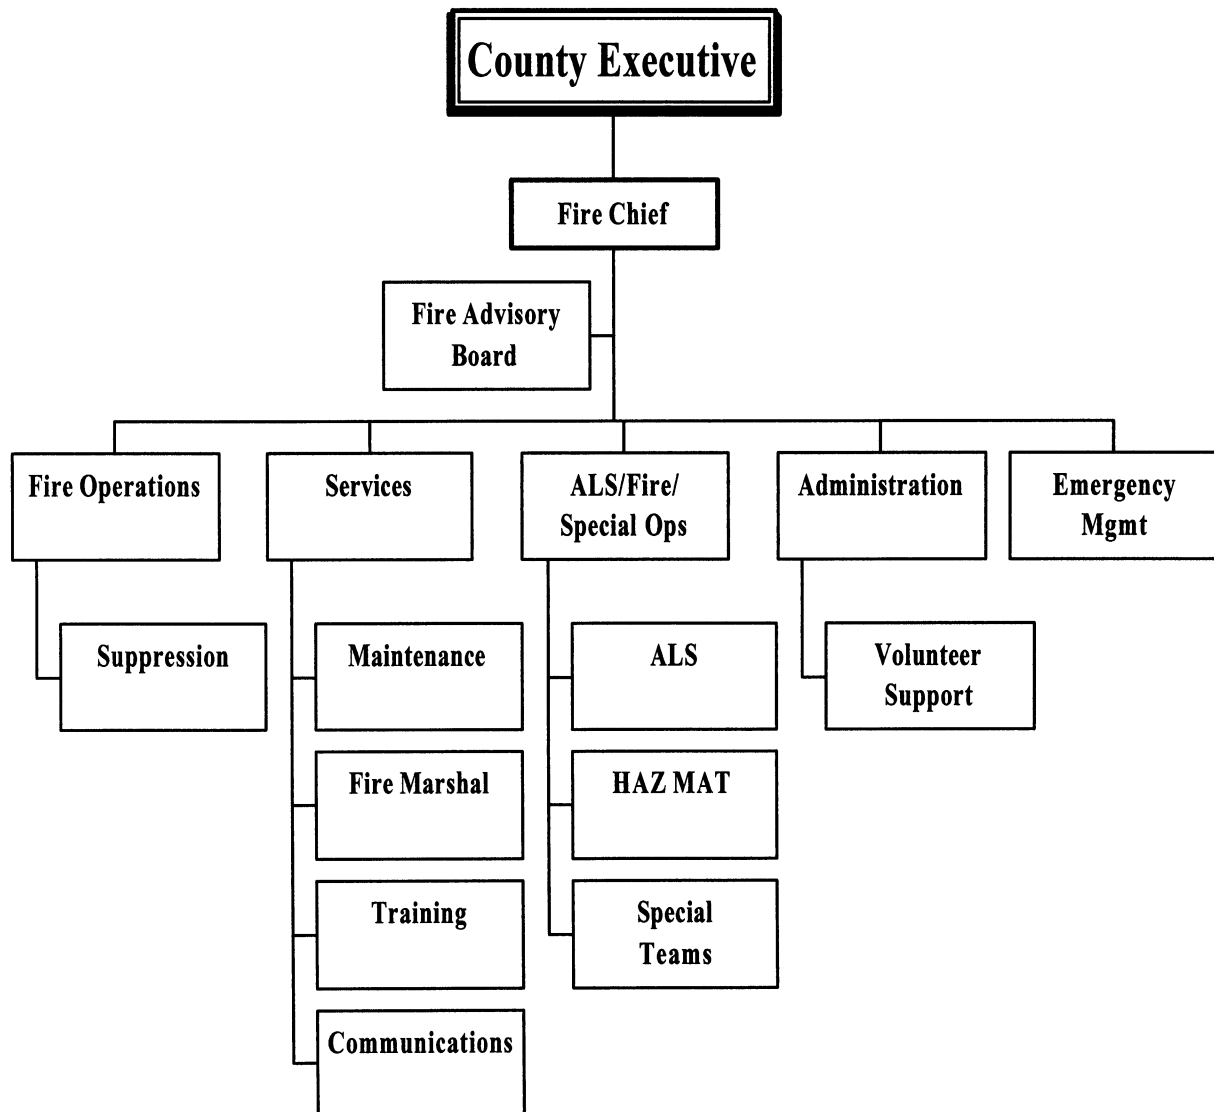 County Executive
Fire Chief
Fire Advisory
Board
Fire Operations
Services
ALS/Fire/
Special Ops
Administration
Emergency
Mgmt
Suppression
Maintenance
ALS
Volunteer
Support
Fire Marshal
HAZ MAT
Training
Special
Teams
Communications